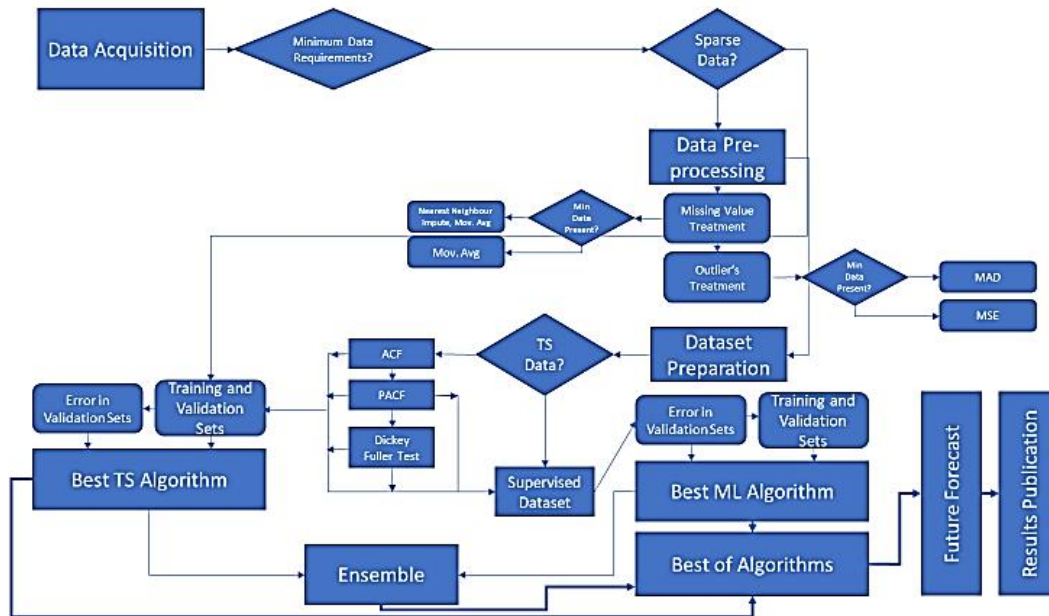 Data Acquisition
Minimum Data
Requirements?
Sparse
Data?
Data Pre-
processing
Nearest Neighbour
Impute, Mov. Avg
Min
Data
Present?
Missing Value
Treatment
Mov. Avg
Outlier's
Treatment
Min
Data
Present?
MAD
MSE
ACF
TS
Data?
Dataset
Preparation
PACF
Dickey
Fuller Test
Error in
Validation Sets
Training and
Validation
Sets
Best TS Algorithm
Supervised
Dataset
Error in
Validation Sets
Training and
Validation
Sets
Best ML Algorithm
Ensemble
Best of Algorithms
Future Forecast
Results Publication